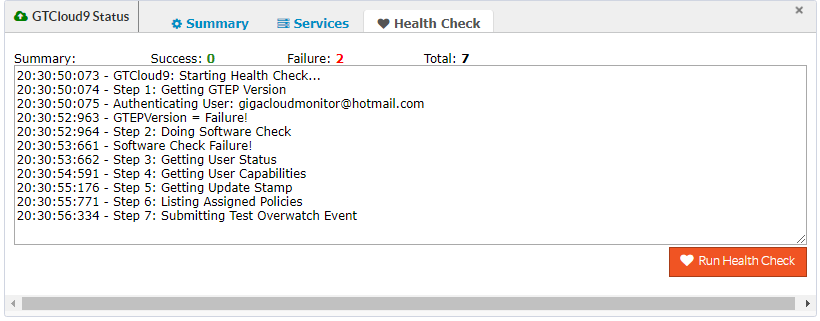 GTCloud9 Status
Summary
Services
Health Check
Summary: Success: 0 Failure: 2 Total: 7
20:30:50:073 - GTCloud9: Starting Health Check...
20:30:50:074 - Step 1: Getting GTEP Version
20:30:50:075 - Authenticating User: gigacloudmonitor@hotmail.com
20:30:52:963 - GTEPVersion = Failure!
20:30:52:964 - Step 2: Doing Software Check
20:30:53:661 - Software Check Failure!
20:30:53:662 - Step 3: Getting User Status
20:30:54:591 - Step 4: Getting User Capabilities
20:30:55:176 - Step 5: Getting Update Stamp
20:30:55:771 - Step 6: Listing Assigned Policies
20:30:56:334 - Step 7: Submitting Test Overwatch Event
Run Health Check